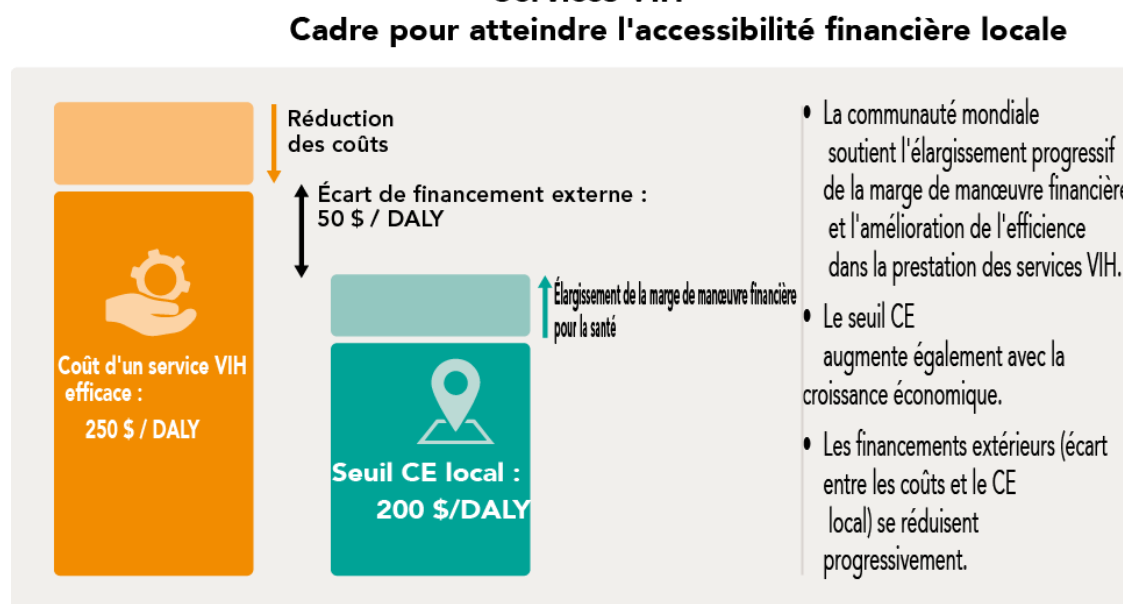 Services VIH
Cadre pour atteindre l'accessibilité financière locale
Réduction
des coûts
Écart de financement externe :
50 $ / DALY
Élargissement de la marge de manœuvre financière
pour la santé
Coût d'un service VIH
efficace :
250 $ / DALY
Seuil CE local :
200 $/DALY
• La communauté mondiale
soutient l'élargissement progressif
de la marge de manœuvre financière
et l'amélioration de l'efficience
dans la prestation des services VIH.
• Le seuil CE
augmente également avec la
croissance économique.
• Les financements extérieurs (écart
entre les coûts et le CE
local) se réduisent
progressivement.